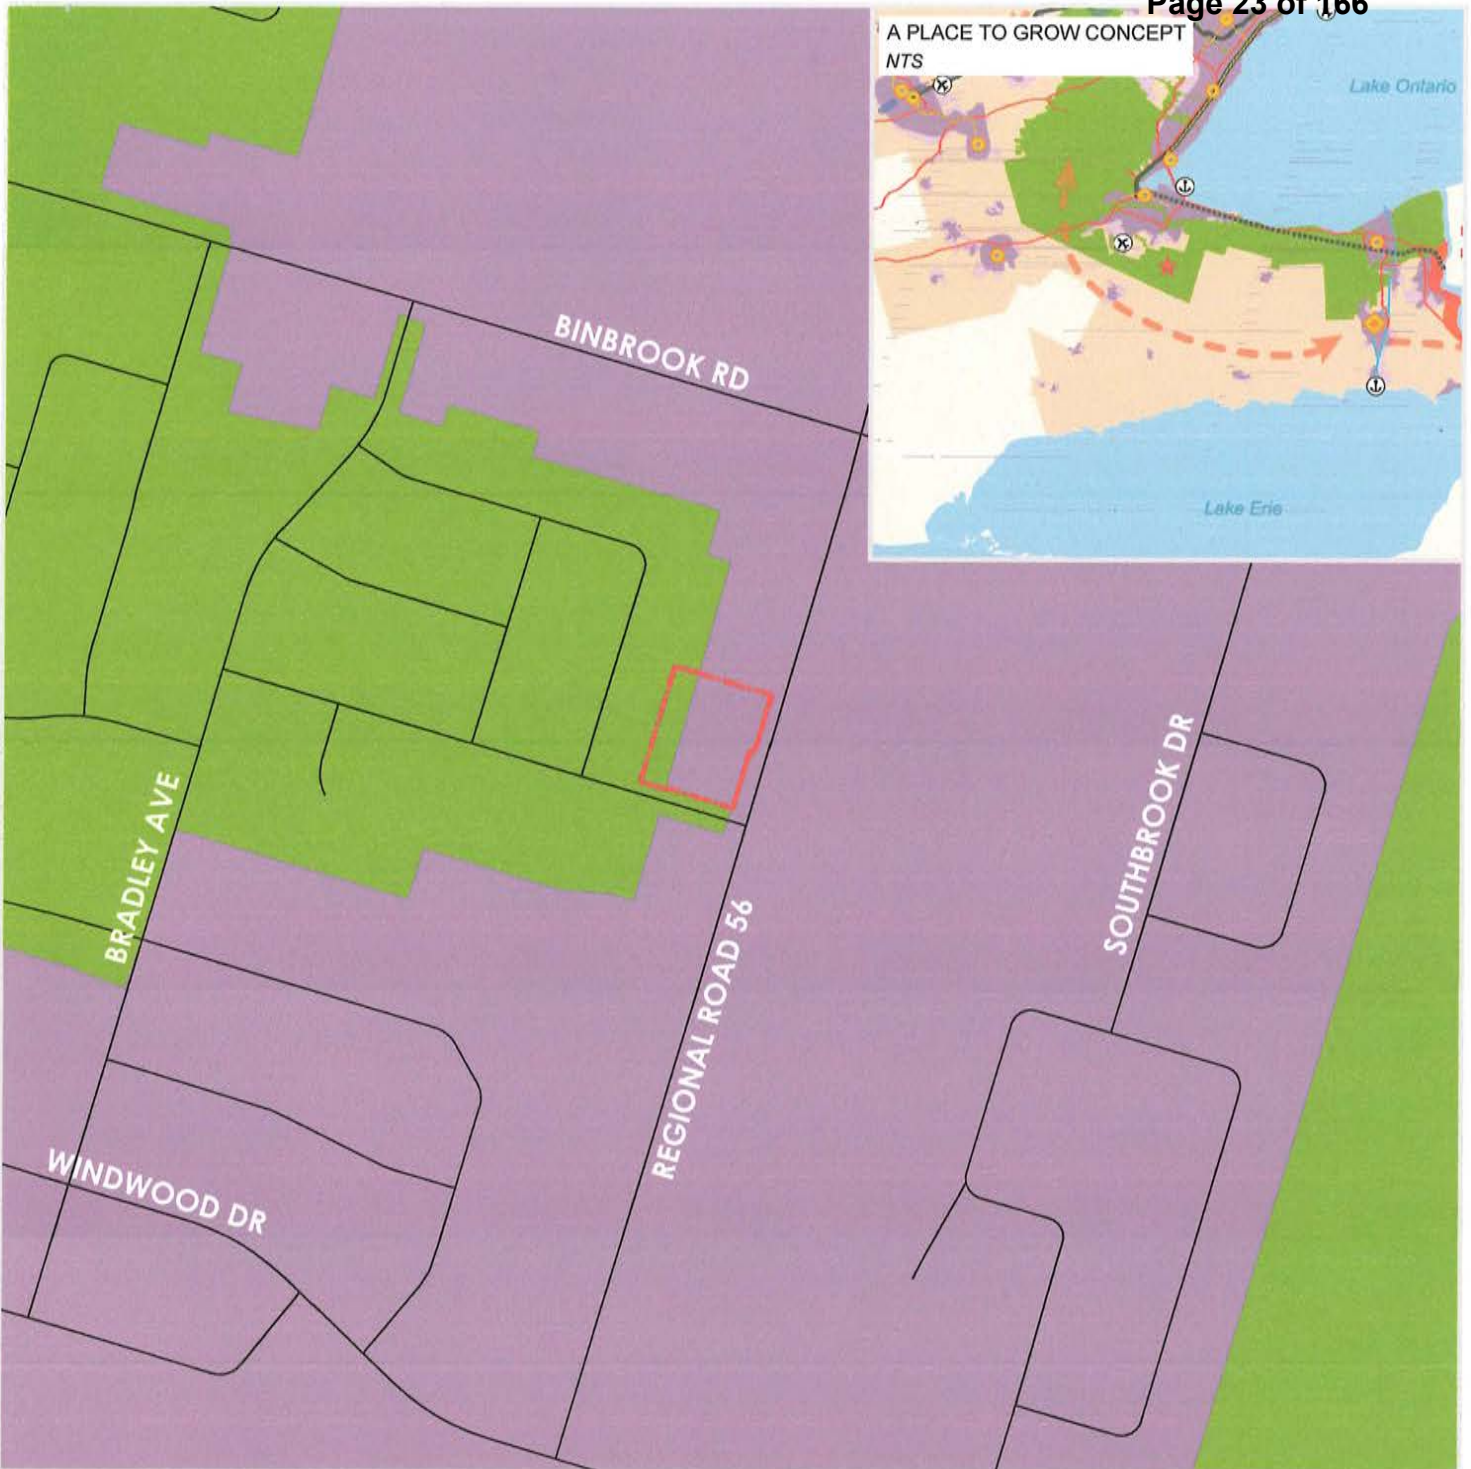 Page 23 of 166
A PLACE TO GROW CONCEPT
NTS
Lake Ontario
Lake Erie
BINBROOK RD
BRADLEY AVE
REGIONAL ROAD 56
SOUTHBROOK DR
WINDWOOD DR